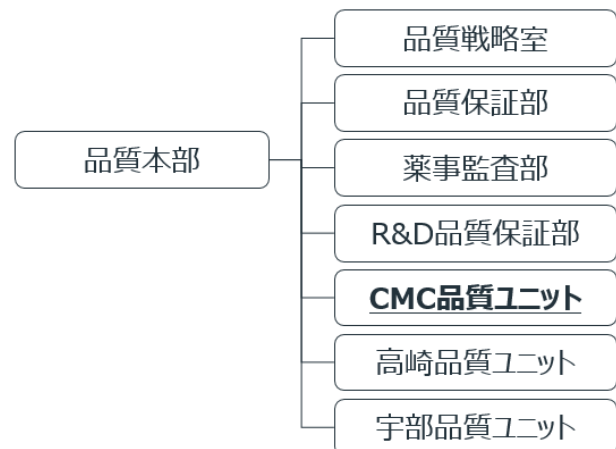 品質戦略室
品質保証部
品質本部
薬事監査部
R&D品質保証部
CMC品質ユニット
高崎品質ユニット
宇部品質ユニット